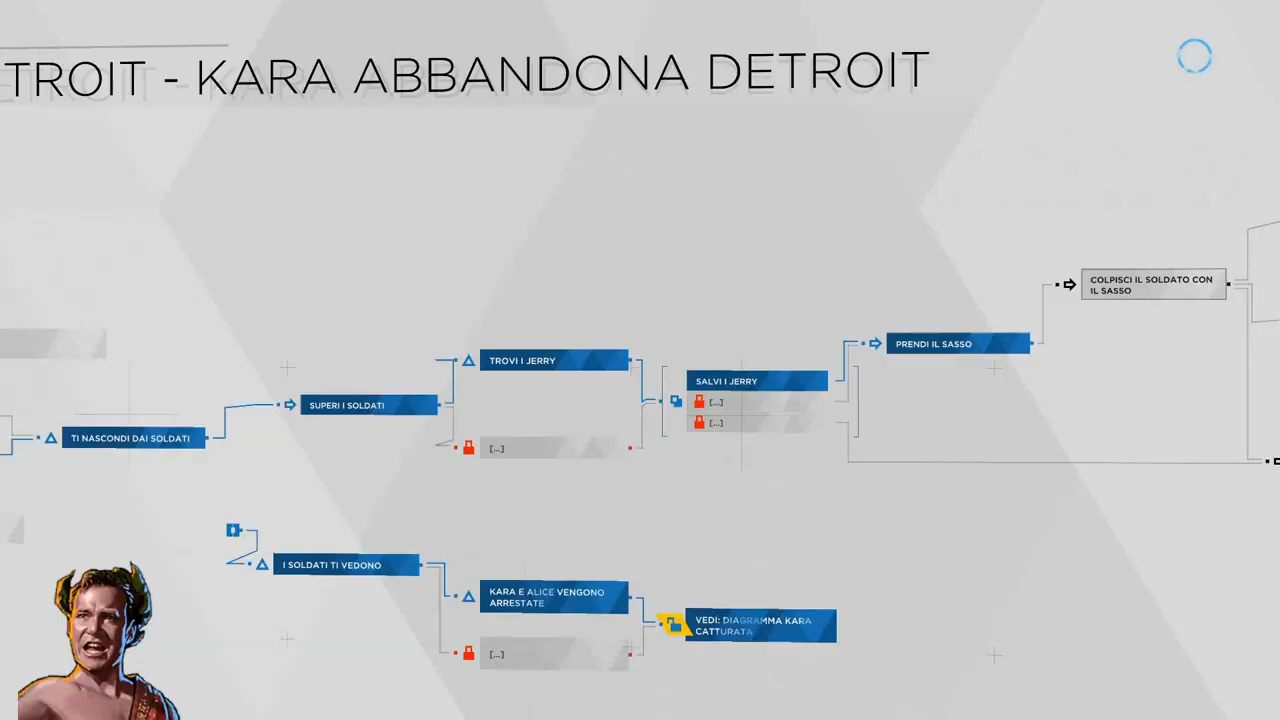 TROIT - KARA ABBANDONA DETROIT
COLPISCI IL SOLDATO CON
IL SASSO
PRENDI IL SASSO
TROVI I JERRY
SALVI I JERRY
[...]
[...]
SUPERI I SOLDATI
TI NASCONDI DAI SOLDATI
[...]
I SOLDATI TI VEDONO
KARA E ALICE VENGONO
ARRESTATE
VEDI: DIAGRAMMA KARA
CATTURATA
[...]